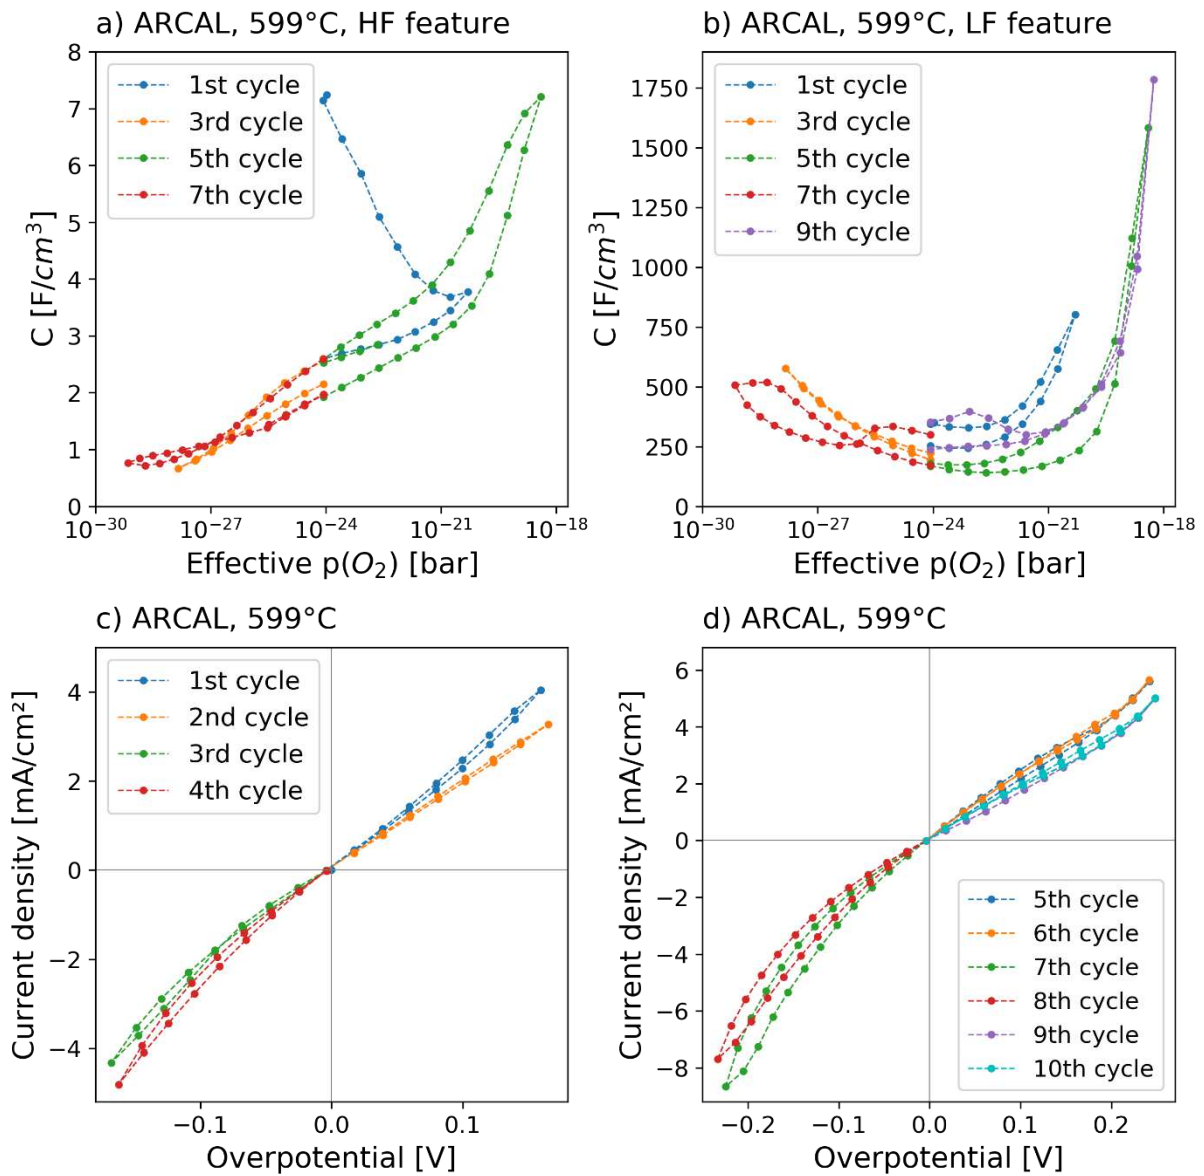 a) ARCAL, 599°C, HF feature
8
7
6
5
4
3
2
1
0
C [F/cm³]
1st cycle
3rd cycle
5th cycle
7th cycle
10⁻³⁰ 10⁻²⁷ 10⁻²⁴ 10⁻²¹ 10⁻¹⁸
Effective p(O₂) [bar]
b) ARCAL, 599°C, LF feature
1750
1500
1250
1000
750
500
250
0
C [F/cm³]
1st cycle
3rd cycle
5th cycle
7th cycle
9th cycle
10⁻³⁰ 10⁻²⁷ 10⁻²⁴ 10⁻²¹ 10⁻¹⁸
Effective p(O₂) [bar]
c) ARCAL, 599°C
4
2
0
−2
−4
Current density [mA/cm²]
1st cycle
2nd cycle
3rd cycle
4th cycle
−0.1 0.0 0.1
Overpotential [V]
d) ARCAL, 599°C
6
4
2
0
−2
−4
−6
−8
Current density [mA/cm²]
5th cycle
6th cycle
7th cycle
8th cycle
9th cycle
10th cycle
−0.2 −0.1 0.0 0.1 0.2
Overpotential [V]